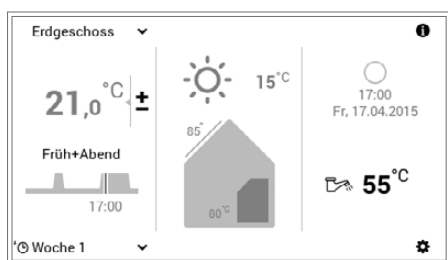 Erdgeschoss
21,0 °C ±
Früh+Abend
17:00
Woche 1
15 °C
85°
80 °C
17:00
Fr, 17.04.2015
55 °C